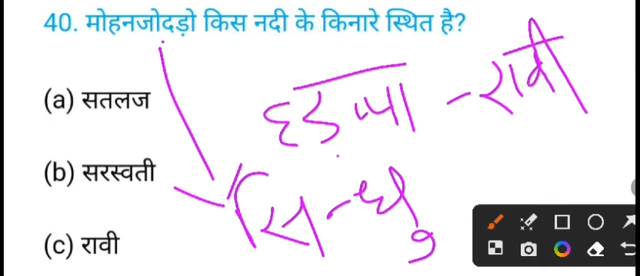 40. मोहनजोदड़ो किस नदी के किनारे स्थित है?
(a) सतलज
हड़प्पा - रावी
(b) सरस्वती
सिन्धु
(c) रावी